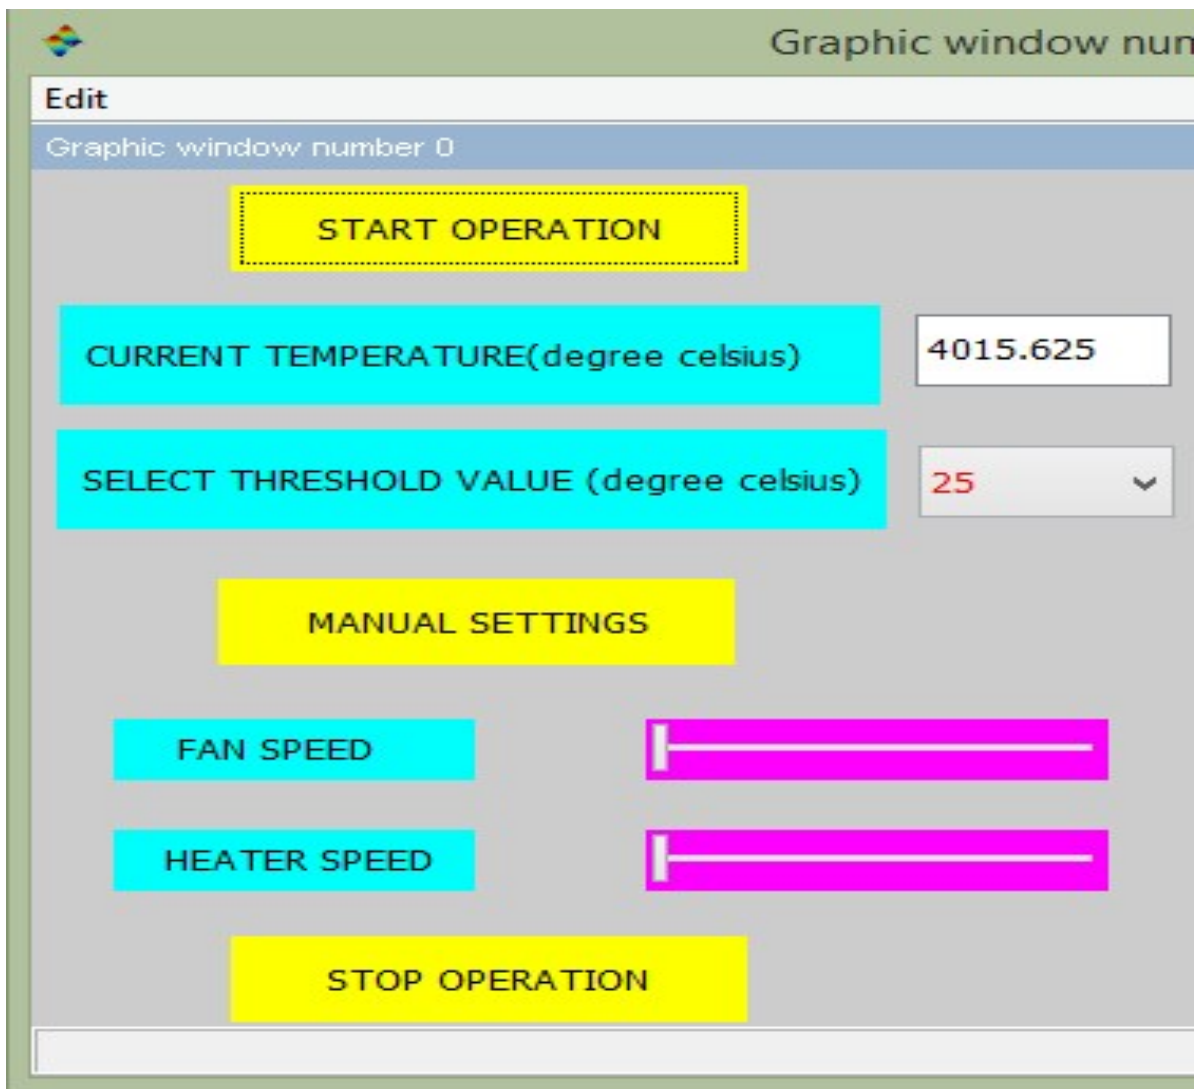 Graphic window num
Edit
Graphic window number 0
START OPERATION
CURRENT TEMPERATURE(degree celsius)
4015.625
SELECT THRESHOLD VALUE (degree celsius)
25
MANUAL SETTINGS
FAN SPEED
HEATER SPEED
STOP OPERATION